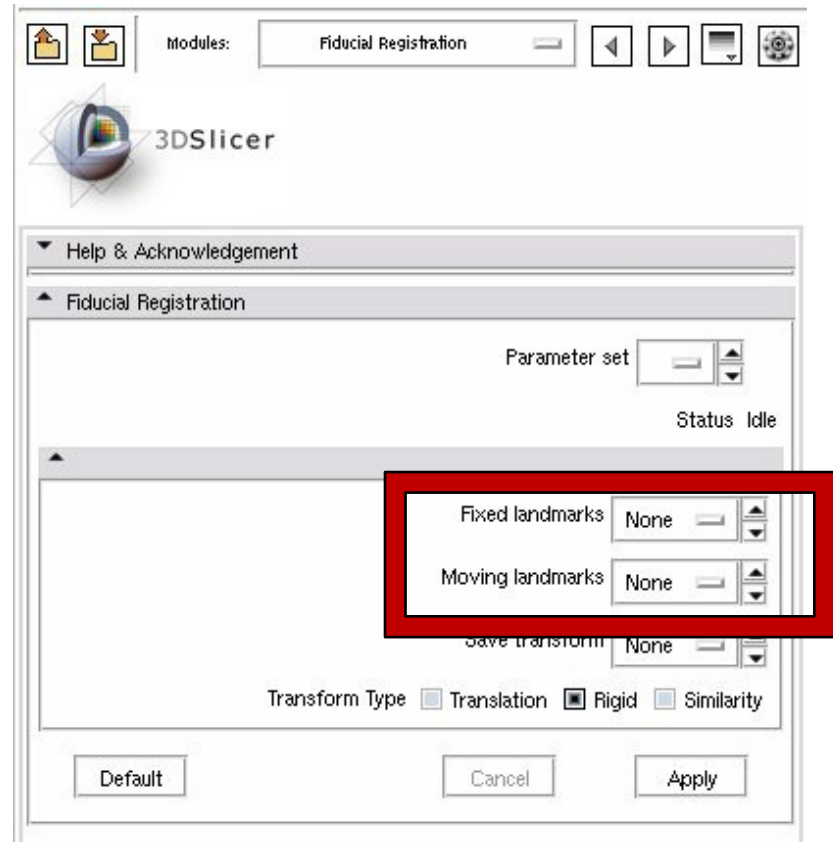 Modules: Fiducial Registration
3DSlicer
Help & Acknowledgement
Fiducial Registration
Parameter set
Status Idle
Fixed landmarks None
Moving landmarks None
Save transform None
Transform Type Translation Rigid Similarity
Default Cancel Apply